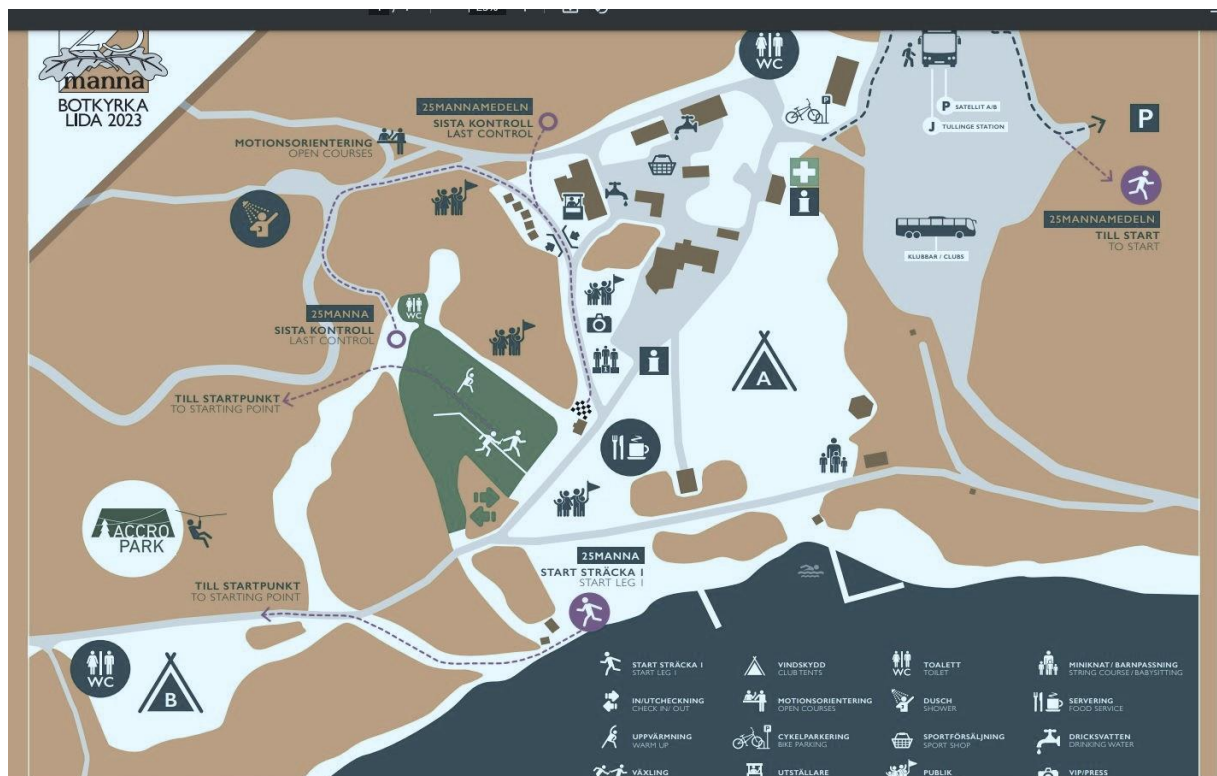 25
manna
BOTKYRKA
LIDA 2023
25MANNAMEDELN
SISTA KONTROLL
LAST CONTROL
MOTIONSORIENTERING
OPEN COURSES
WC
P
P SATELLIT A/B
J TULLINGE STATION
P
25MANNAMEDELN
TILL START
TO START
KLUBBAR / CLUBS
i
25MANNA
SISTA KONTROLL
LAST CONTROL
WC
i
A
TILL STARTPUNKT
TO STARTING POINT
ACCRO
PARK
25MANNA
START STRÄCKA 1
START LEG 1
TILL STARTPUNKT
TO STARTING POINT
WC
B
START STRÄCKA 1
START LEG 1
VINDSKYDD
CLUB TENTS
WC
TOALETT
TOILET
MINIKNAT/BARNPASSNING
STRING COURSE/BABYSITTING
IN/UTCHECKNING
CHECK IN/ OUT
MOTIONSORIENTERING
OPEN COURSES
DUSCH
SHOWER
SERVERING
FOOD SERVICE
UPPVÄRMNING
WARM UP
P
CYKELPARKERING
BIKE PARKING
SPORTFÖRSÄLJNING
SPORT SHOP
DRICKSVATTEN
DRINKING WATER
VÄXLING
UTSTÄLLARE
PUBLIK
VIP/PRESS